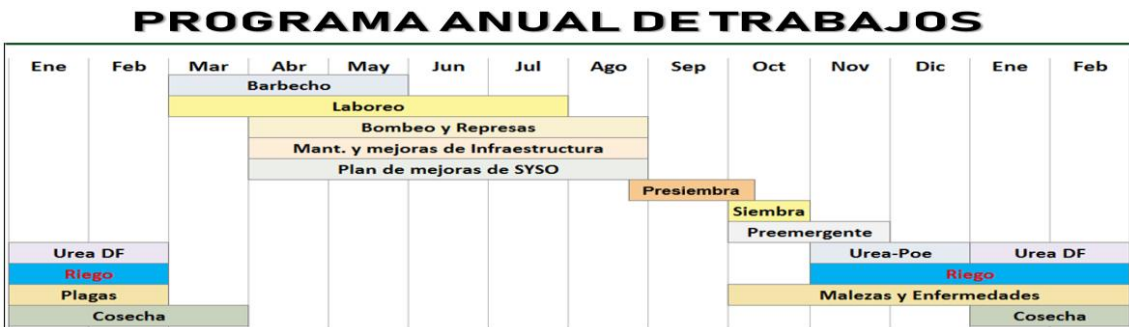 PROGRAMA ANUAL DE TRABAJOS
Ene Feb Mar Abr May Jun Jul Ago Sep Oct Nov Dic Ene Feb
Barbecho
Laboreo
Bombeo y Represas
Mant. y mejoras de Infraestructura
Plan de mejoras de SYSO
Presiembra
Siembra
Preemergente
Urea DF Urea-Poe Urea DF
Riego Riego
Plagas Malezas y Enfermedades
Cosecha Cosecha